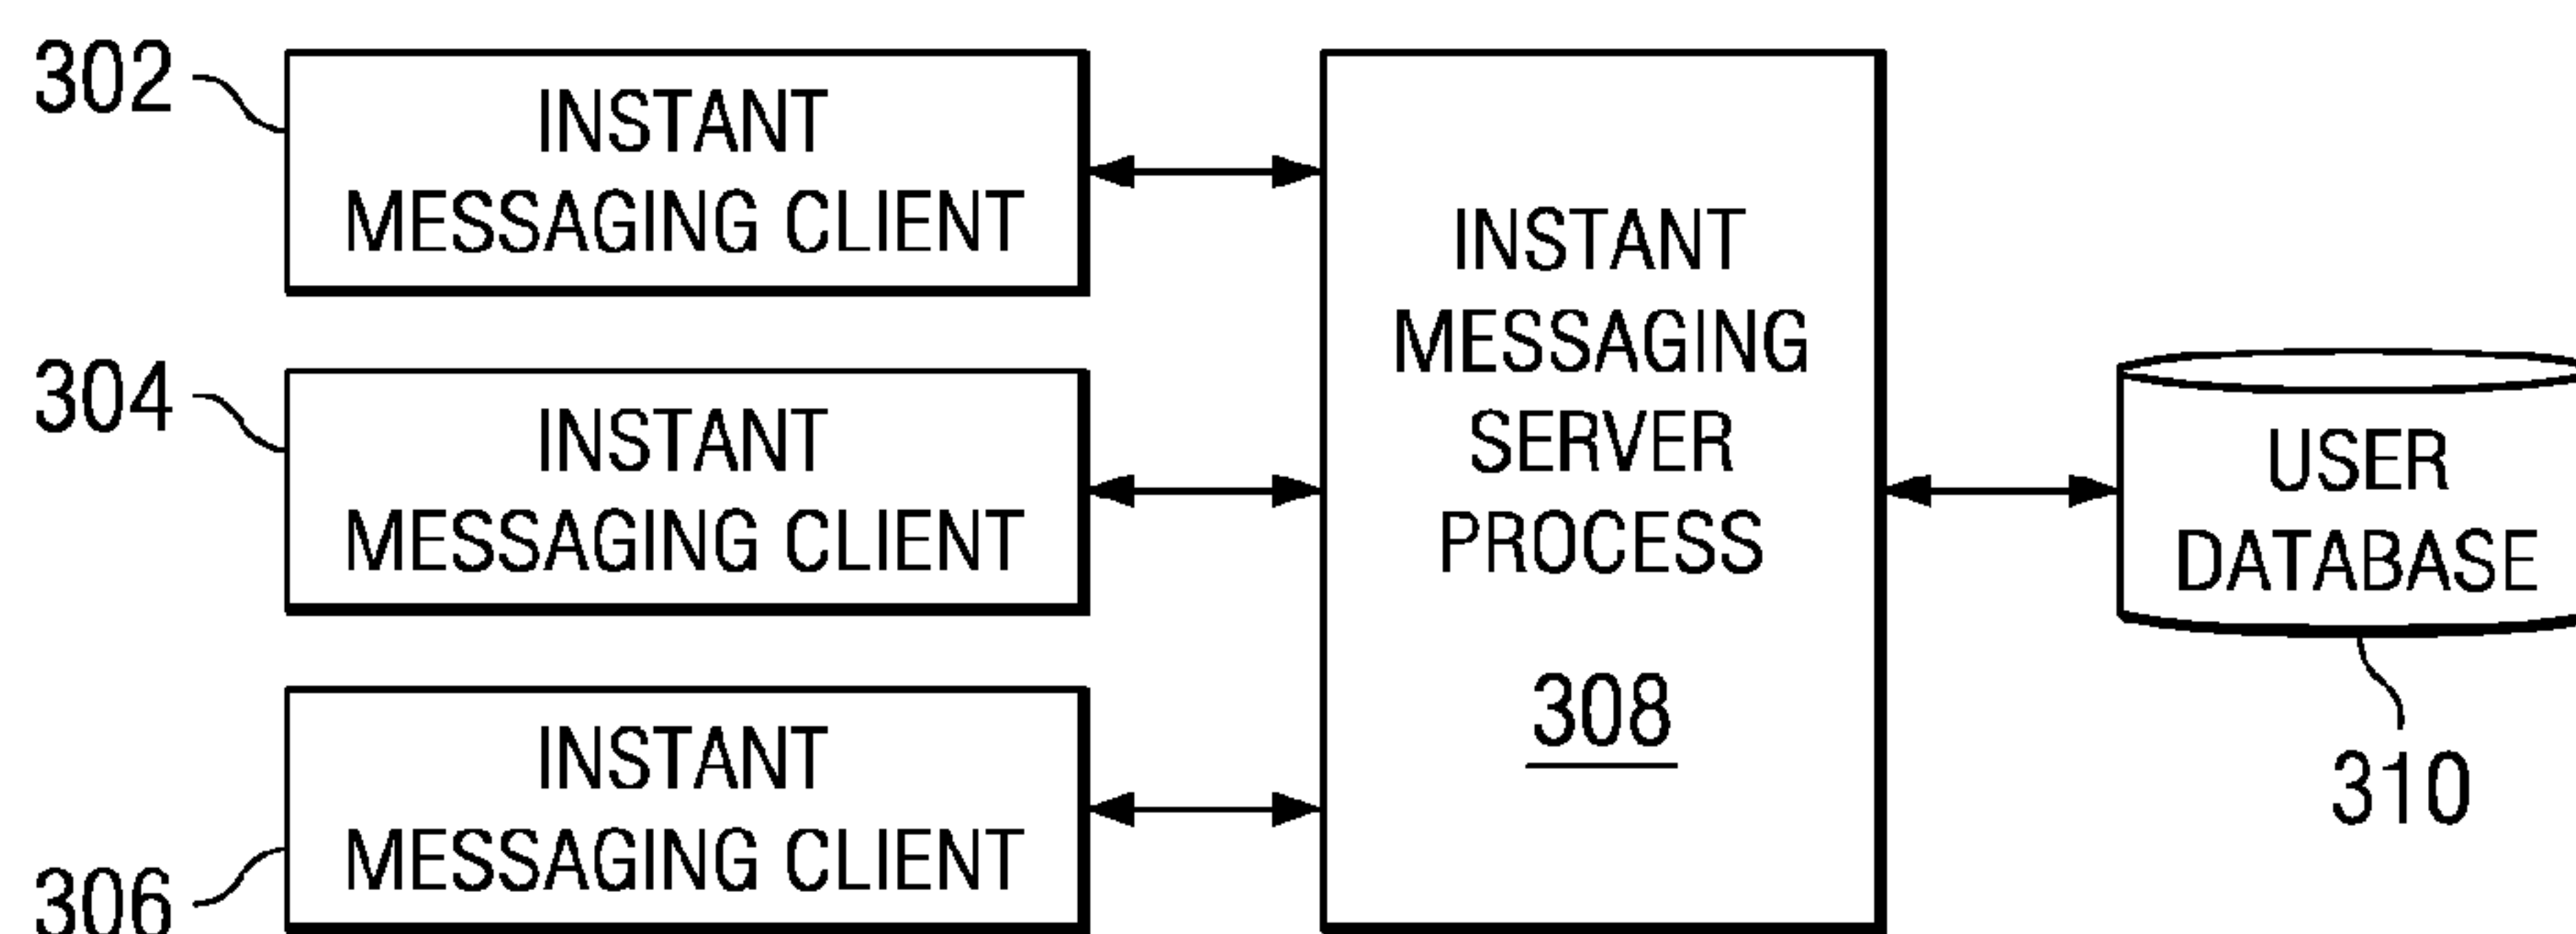 302
INSTANT
MESSAGING CLIENT
304
INSTANT
MESSAGING CLIENT
306
INSTANT
MESSAGING CLIENT
INSTANT
MESSAGING
SERVER
PROCESS
308
USER
DATABASE
310